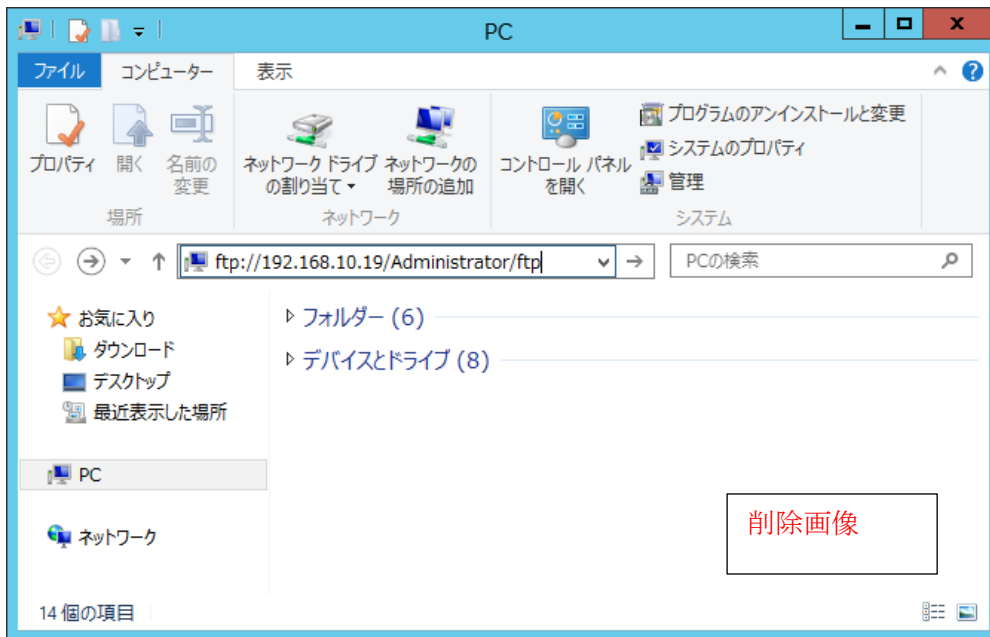 PC
ファイル コンピューター 表示
プロパティ 開く 名前の変更 ネットワーク ドライブの割り当て ネットワークの場所の追加 コントロール パネルを開く プログラムのアンインストールと変更
システムのプロパティ
管理
場所 ネットワーク システム
ftp://192.168.10.19/Administrator/ftp PCの検索
お気に入り
ダウンロード
デスクトップ
最近表示した場所
PC
ネットワーク
フォルダー (6)
デバイスとドライブ (8)
削除画像
14 個の項目